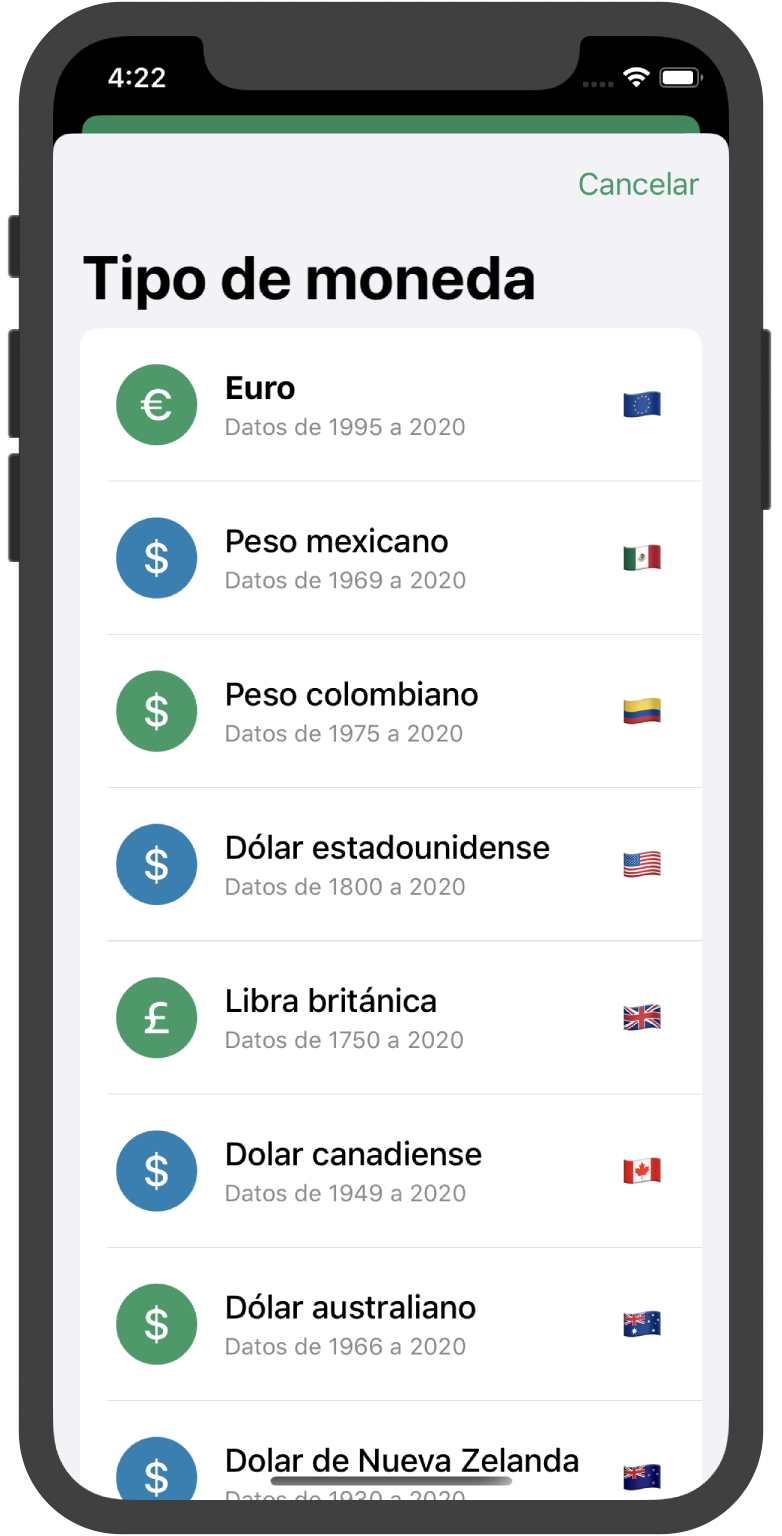 4:22
Cancelar
Tipo de moneda
€ Euro
Datos de 1995 a 2020
$ Peso mexicano
Datos de 1969 a 2020
$ Peso colombiano
Datos de 1975 a 2020
$ Dólar estadounidense
Datos de 1800 a 2020
£ Libra británica
Datos de 1750 a 2020
$ Dolar canadiense
Datos de 1949 a 2020
$ Dólar australiano
Datos de 1966 a 2020
$ Dolar de Nueva Zelanda
Datos de 1930 a 2020